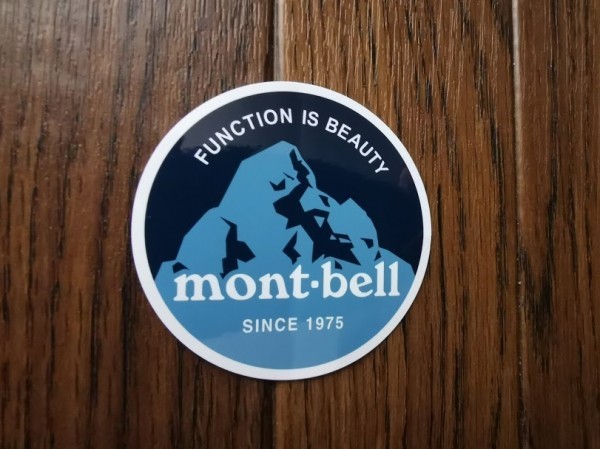 FUNCTION IS BEAUTY
mont·bell
SINCE 1975